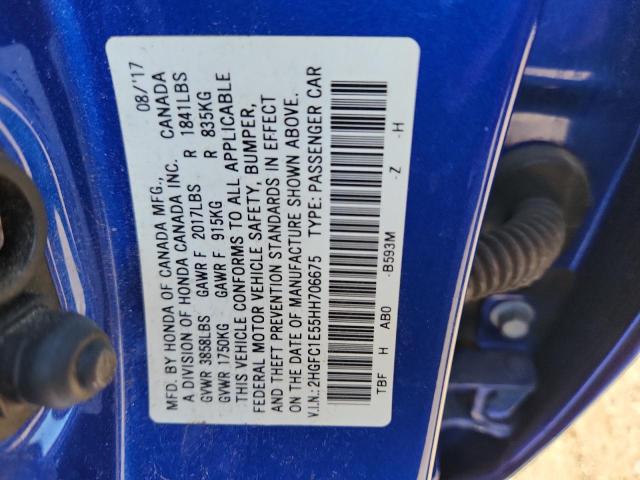 MFD. BY HONDA OF CANADA MFG., 08/'17
A DIVISION OF HONDA CANADA INC. CANADA
GVWR 3858LBS GAWR F 2017LBS R 1841LBS
GVWR 1750KG GAWR F 915KG R 835KG
THIS VEHICLE CONFORMS TO ALL APPLICABLE
FEDERAL MOTOR VEHICLE SAFETY, BUMPER,
AND THEFT PREVENTION STANDARDS IN EFFECT
ON THE DATE OF MANUFACTURE SHOWN ABOVE.
V.I.N.: 2HGFC1E55HH706675 TYPE: PASSENGER CAR
TBF H AB0 -B593M -Z -H